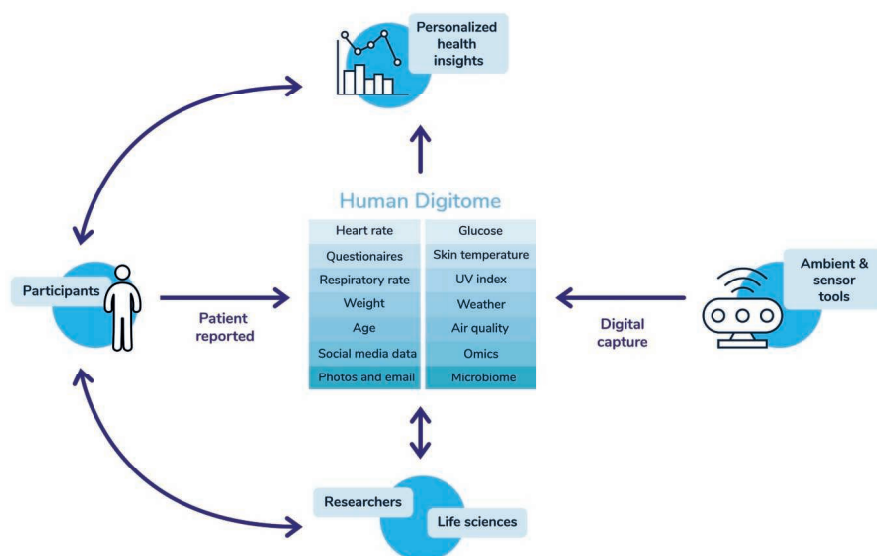 Personalized
health
insights
Human Digitome
Heart rate
Glucose
Questionaires
Skin temperature
Respiratory rate
UV index
Weight
Weather
Age
Air quality
Social media data
Omics
Photos and email
Microbiome
Participants
Patient
reported
Ambient &
sensor
tools
Digital
capture
Researchers
Life sciences